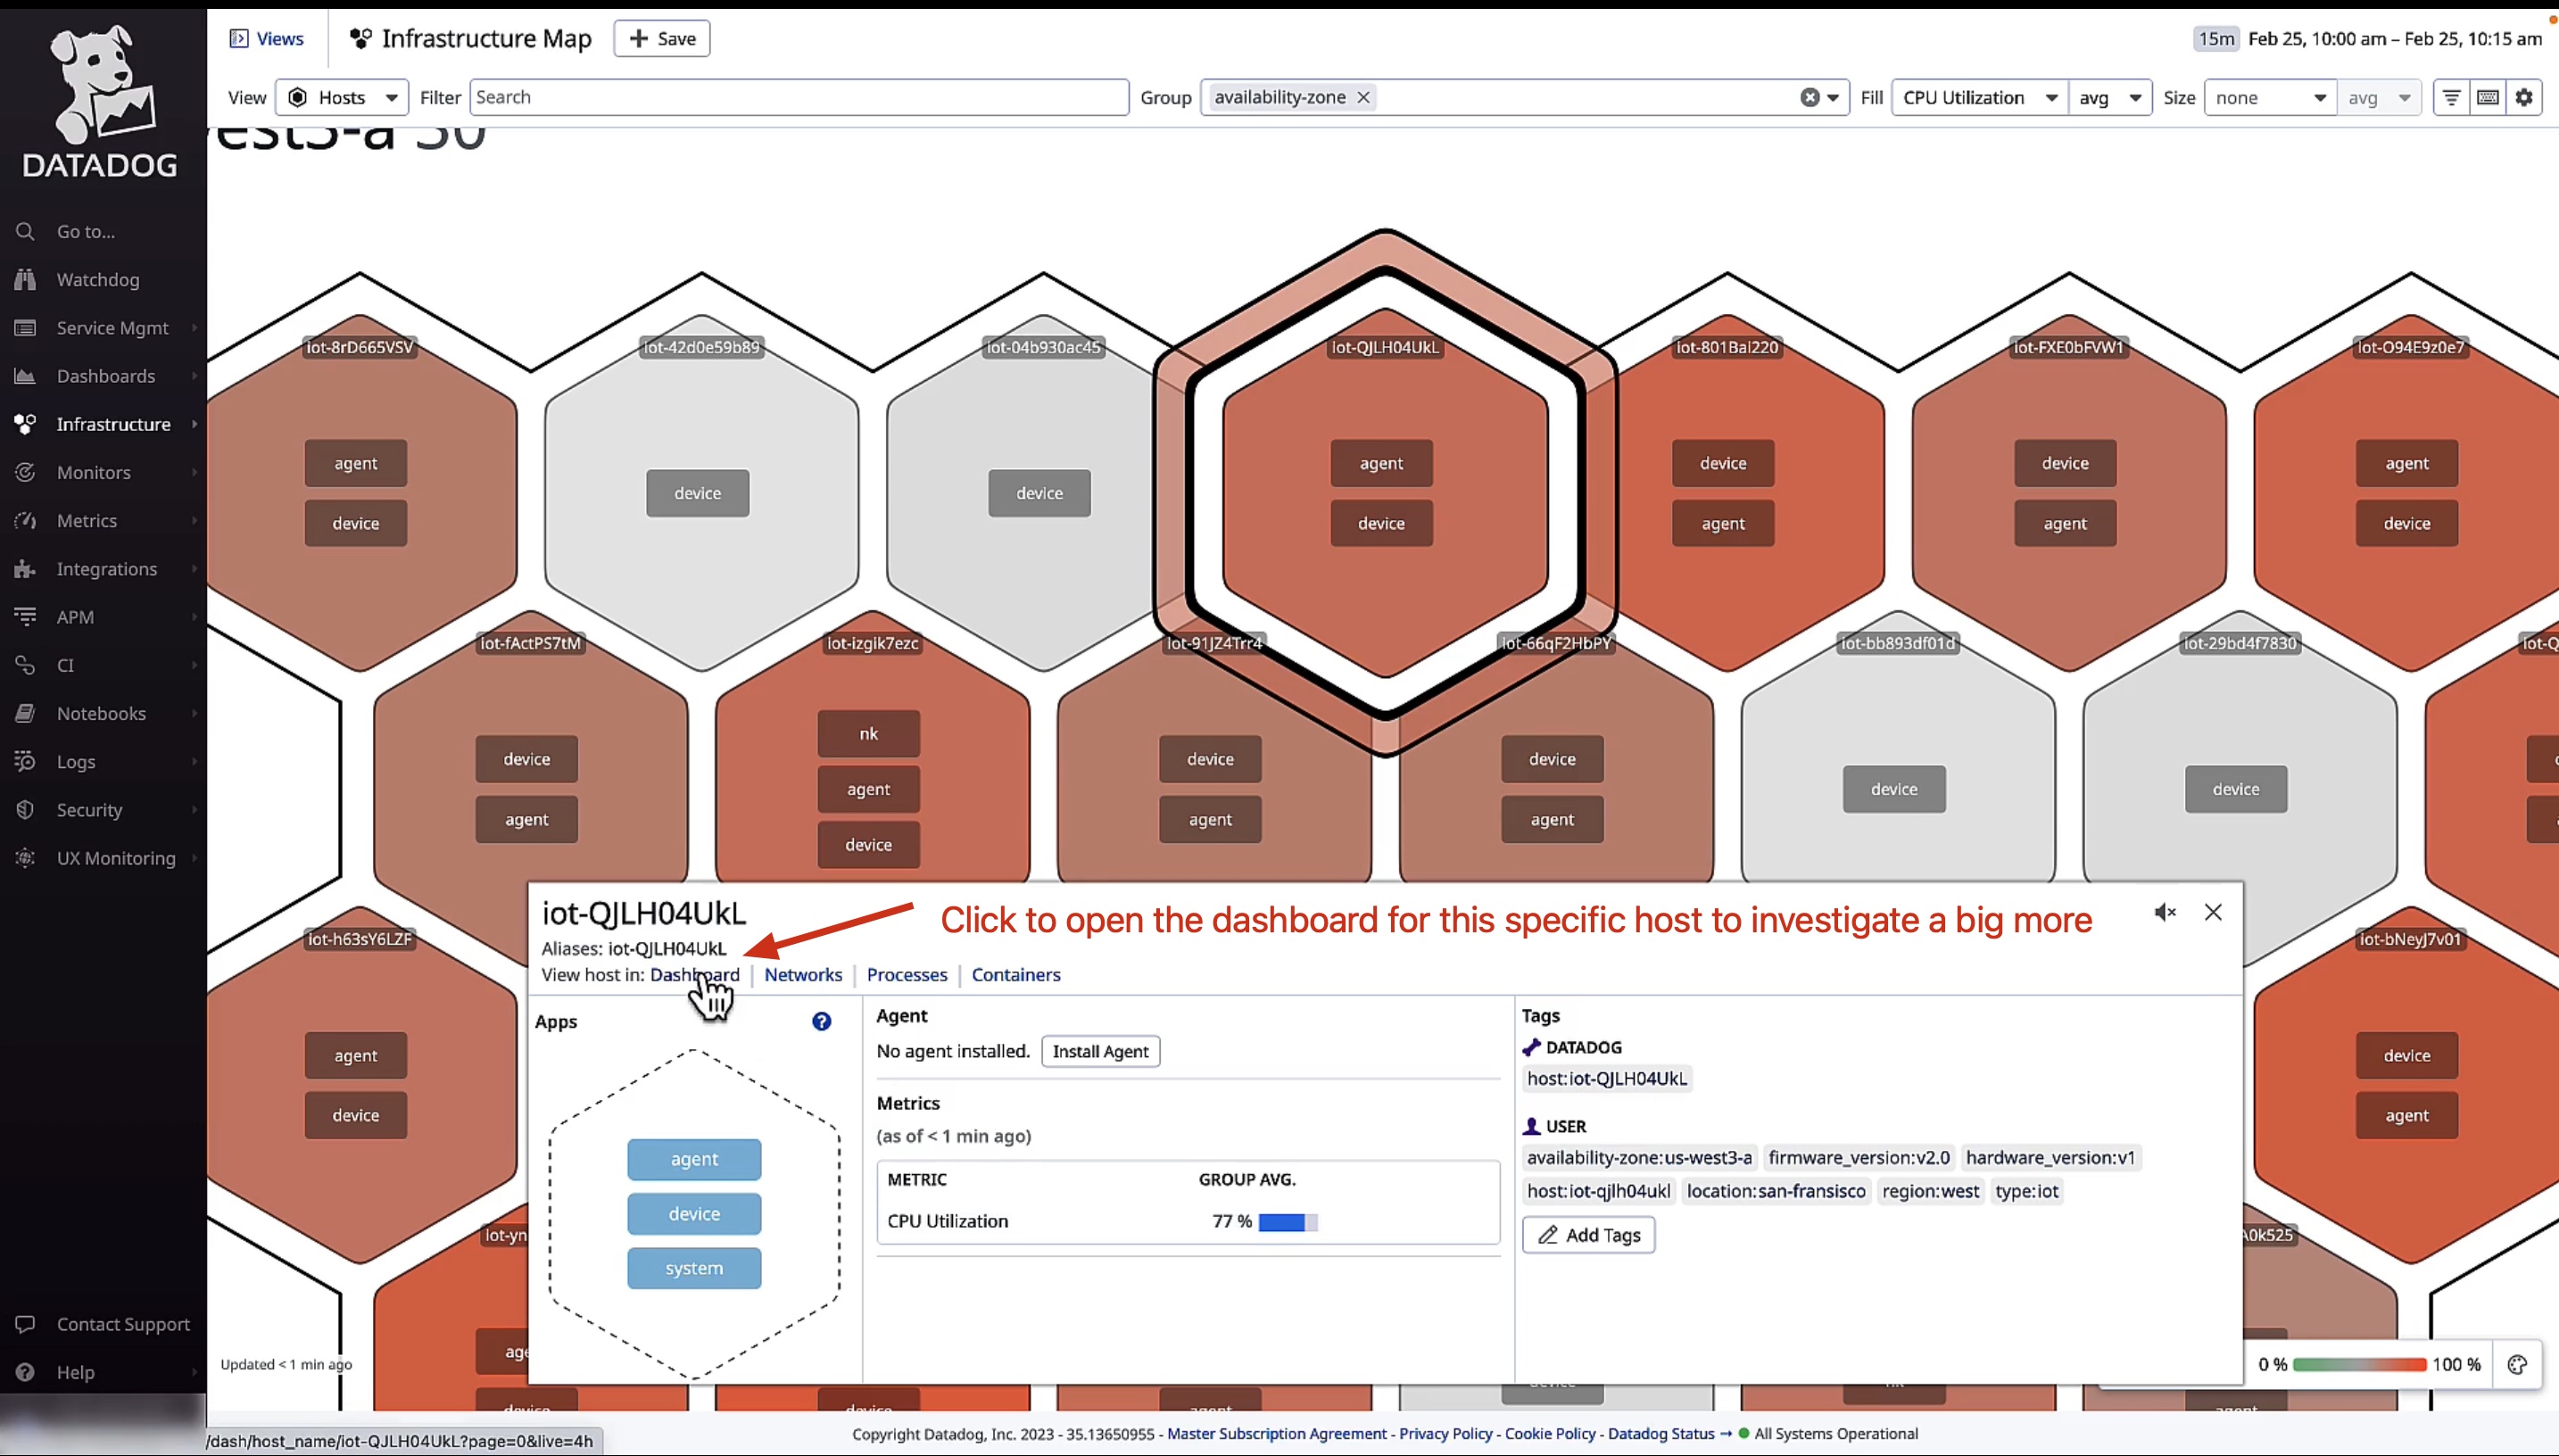 DATADOG
Go to...
Watchdog
Service Mgmt
Dashboards
Infrastructure
Monitors
Metrics
Integrations
APM
CI
Notebooks
Logs
Security
UX Monitoring
Contact Support
Help
Views
Infrastructure Map
+ Save
15m Feb 25, 10:00 am – Feb 25, 10:15 am
View Hosts Filter Search Group availability-zone × Fill CPU Utilization avg Size none avg
est3-a 30
iot-8rD665VSV
agent
device
iot-42d0e59b89
device
iot-04b930ac45
device
iot-QJLH04UkL
agent
device
iot-801Bal220
device
agent
iot-FXE0bFVW1
device
agent
iot-O94E9z0e7
agent
device
iot-fActPS7tM
device
agent
iot-izgik7ezc
nk
agent
device
iot-91JZ4Trr4
device
agent
iot-66qF2HbPY
device
agent
iot-bb893df01d
device
iot-29bd4f7830
device
iot-Q
iot-h63sY6LZF
agent
device
iot-bNeyJ7v01
device
agent
iot-yn
age
device
device
agent
device
nk
A0k525
agent
iot-QJLH04UkL
Aliases: iot-QJLH04UkL
View host in: Dashboard | Networks | Processes | Containers
Click to open the dashboard for this specific host to investigate a big more
Apps
agent
device
system
Agent
No agent installed. Install Agent
Metrics
(as of < 1 min ago)
METRIC GROUP AVG.
CPU Utilization 77 %
Tags
DATADOG
host:iot-QJLH04UkL
USER
availability-zone:us-west3-a firmware_version:v2.0 hardware_version:v1
host:iot-qjlh04ukl location:san-fransisco region:west type:iot
Add Tags
Updated < 1 min ago
0 % 100 %
/dash/host_name/iot-QJLH04UkL?page=0&live=4h
Copyright Datadog, Inc. 2023 - 35.13650955 - Master Subscription Agreement - Privacy Policy - Cookie Policy - Datadog Status → All Systems Operational